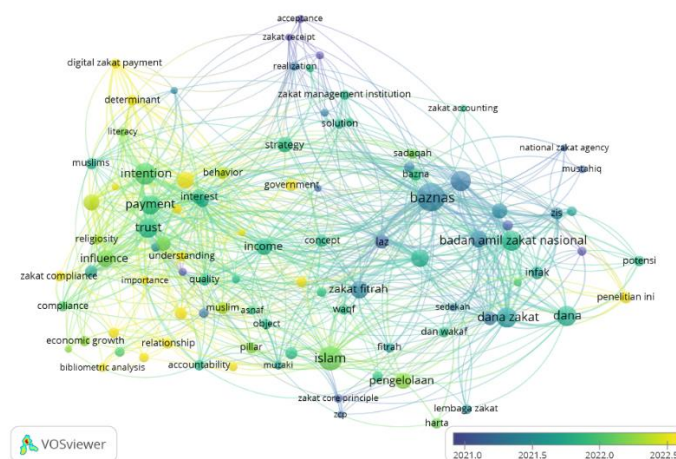 acceptance
zakat receipt
digital zakat payment
realization
determinant
zakat management institution
zakat accounting
literacy
solution
strategy
national zakat agency
muslims
sadaqah
mustahiq
intention
behavior
bazna
government
interest
baznas
payment
zis
trust
religiosity
laz
badan amil zakat nasional
influence
understanding
income
concept
potensi
zakat compliance
importance
quality
infak
asnaf
zakat fitrah
penelitian ini
compliance
muslim
waqf
sedekah
object
dana zakat
dana
economic growth
relationship
pillar
fitrah
dan wakaf
bibliometric analysis
accountability
muzaki
islam
pengelolaan
zakat core principle
lembaga zakat
zcp
harta
VOSviewer
2021.0 2021.5 2022.0 2022.5